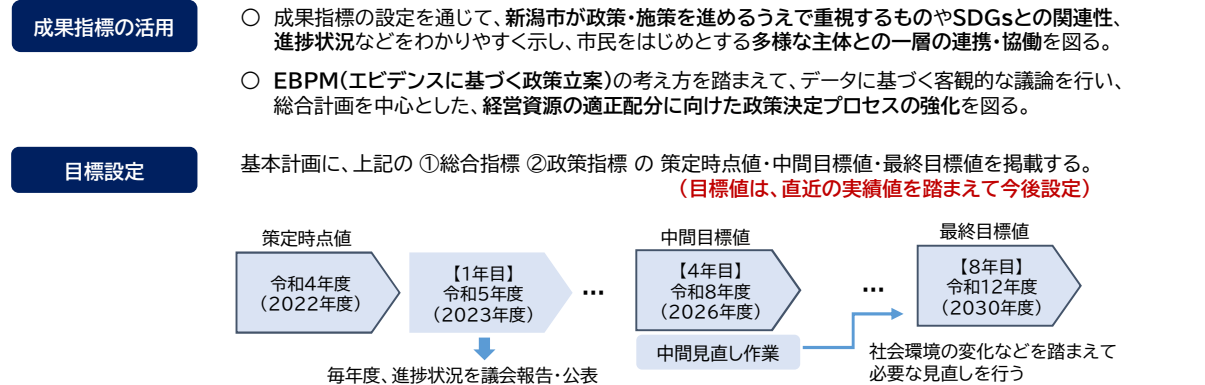 成果指標の活用
○ 成果指標の設定を通じて、新潟市が政策・施策を進めるうえで重視するものやSDGsとの関連性、
進捗状況などをわかりやすく示し、市民をはじめとする多様な主体との一層の連携・協働を図る。
○ EBPM(エビデンスに基づく政策立案)の考え方を踏まえて、データに基づく客観的な議論を行い、
総合計画を中心とした、経営資源の適正配分に向けた政策決定プロセスの強化を図る。
目標設定
基本計画に、上記の ①総合指標 ②政策指標 の 策定時点値・中間目標値・最終目標値を掲載する。
(目標値は、直近の実績値を踏まえて今後設定)
策定時点値
令和4年度
(2022年度)
【1年目】
令和5年度
(2023年度)
…
中間目標値
【4年目】
令和8年度
(2026年度)
…
最終目標値
【8年目】
令和12年度
(2030年度)
中間見直し作業
毎年度、進捗状況を議会報告・公表
社会環境の変化などを踏まえて
必要な見直しを行う